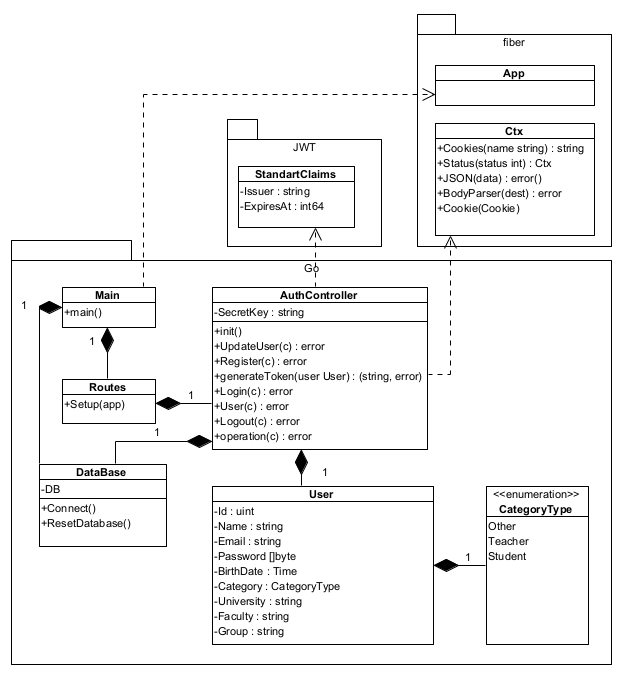 fiber
App
Ctx
+Cookies(name string) : string
+Status(status int) : Ctx
+JSON(data) : error()
+BodyParser(dest) : error
+Cookie(Cookie)
JWT
StandartClaims
-Issuer : string
-ExpiresAt : int64
Go
1
Main
+main()
1
Routes
+Setup(app)
1
AuthController
-SecretKey : string
+init()
+UpdateUser(c) : error
+Register(c) : error
+generateToken(user User) : (string, error)
+Login(c) : error
+User(c) : error
+Logout(c) : error
+operation(c) : error
1
DataBase
-DB
+Connect()
+ResetDatabase()
1
User
-Id : uint
-Name : string
-Email : string
-Password []byte
-BirthDate : Time
-Category : CategoryType
-University : string
-Faculty : string
-Group : string
1
<<enumeration>>
CategoryType
Other
Teacher
Student